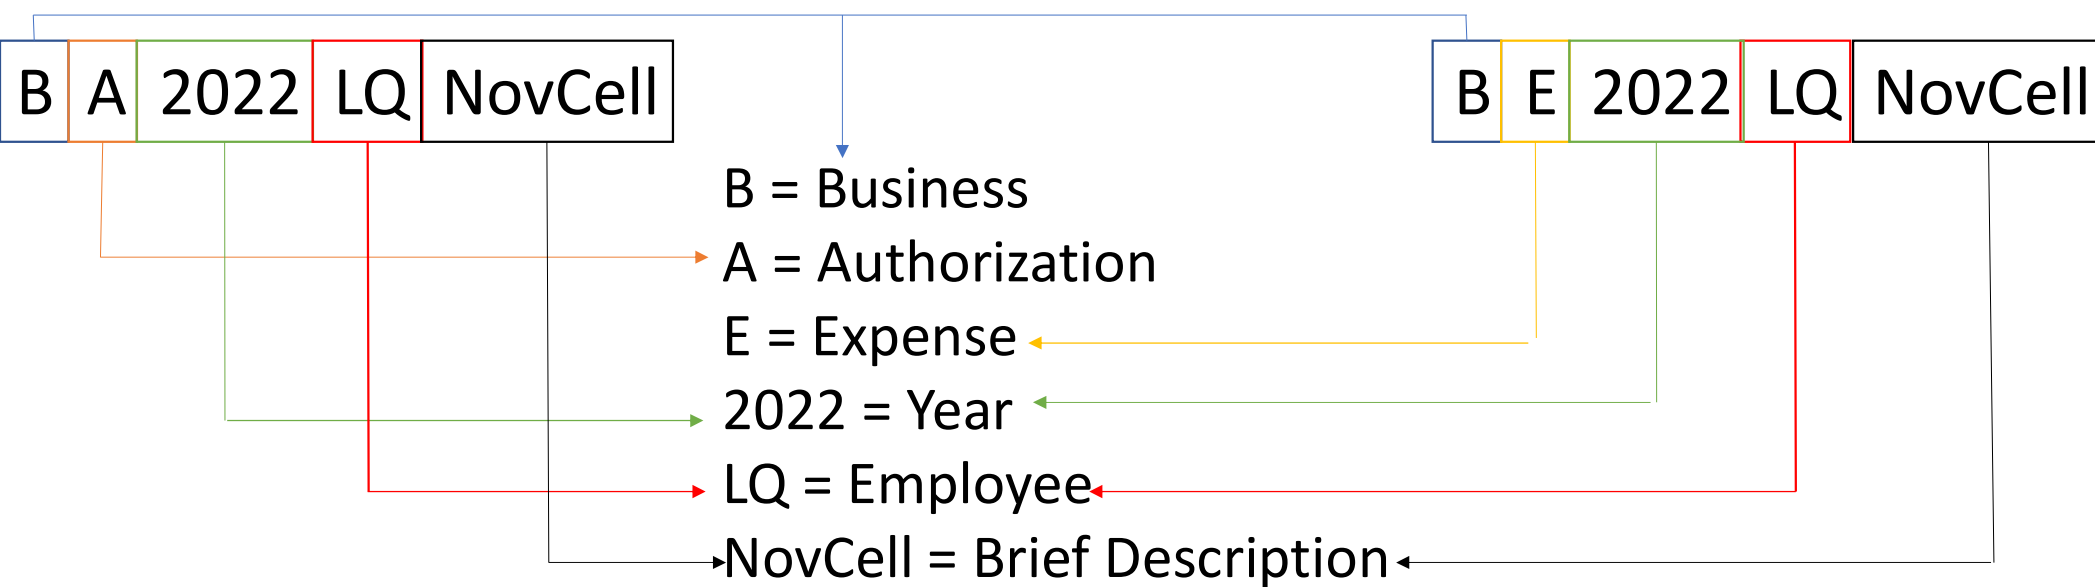 B A 2022 LQ NovCell
B E 2022 LQ NovCell
B = Business
A = Authorization
E = Expense
2022 = Year
LQ = Employee
NovCell = Brief Description